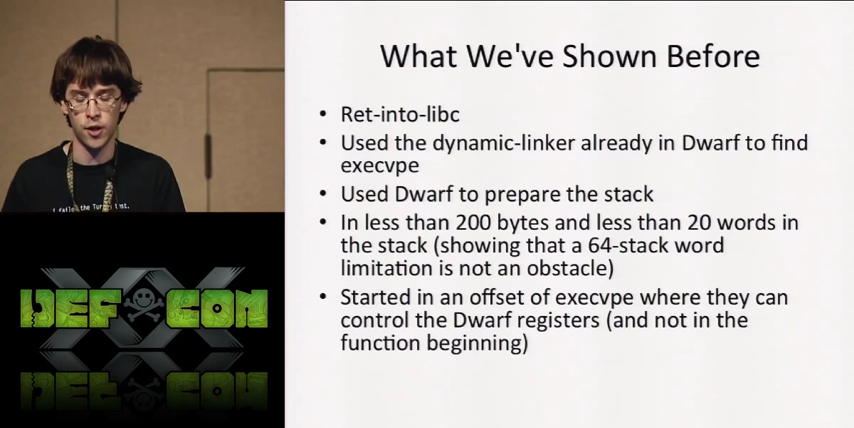 What We've Shown Before
• Ret-into-libc
• Used the dynamic-linker already in Dwarf to find
execvpe
• Used Dwarf to prepare the stack
• In less than 200 bytes and less than 20 words in
the stack (showing that a 64-stack word
limitation is not an obstacle)
• Started in an offset of execvpe where they can
control the Dwarf registers (and not in the
function beginning)
the Tur
XX
DEF CON